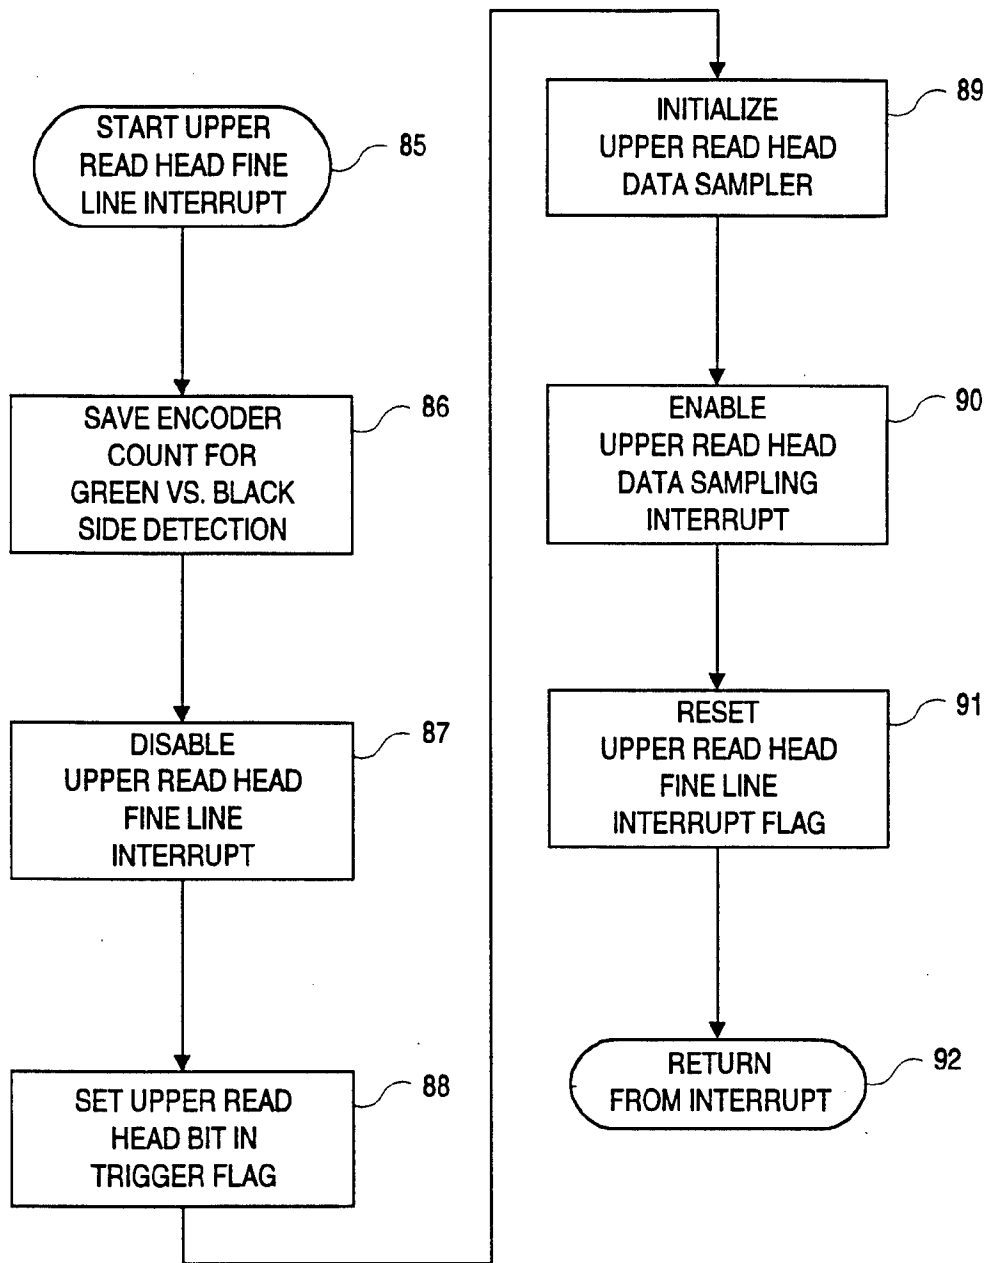 START UPPER
READ HEAD FINE
LINE INTERRUPT
85
SAVE ENCODER
COUNT FOR
GREEN VS. BLACK
SIDE DETECTION
86
DISABLE
UPPER READ HEAD
FINE LINE
INTERRUPT
87
SET UPPER READ
HEAD BIT IN
TRIGGER FLAG
88
INITIALIZE
UPPER READ HEAD
DATA SAMPLER
89
ENABLE
UPPER READ HEAD
DATA SAMPLING
INTERRUPT
90
RESET
UPPER READ HEAD
FINE LINE
INTERRUPT FLAG
91
RETURN
FROM INTERRUPT
92